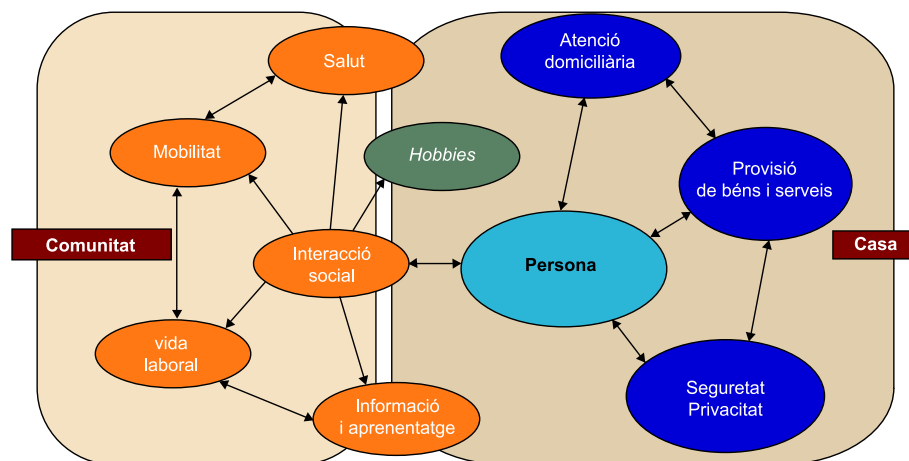 Atenció
domiciliària
Salut
Mobilitat
Hobbies
Provisió
de béns i serveis
Comunitat
Interacció
social
Persona
Casa
vida
laboral
Seguretat
Privacitat
Informació
i aprenentatge